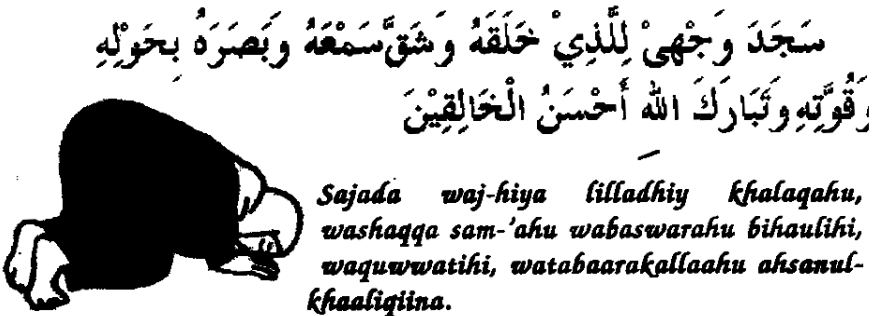 سَجَدَ وَجْهِيْ لِلَّذِيْ خَلَقَهُ وَشَقَّ سَمْعَهُ وَبَصَرَهُ بِحَوْلِهِ
وَقُوَّتِهِ وَتَبَارَكَ اللهُ أَحْسَنُ الْخَالِقِيْنَ
Sajada waj-hiya lilladhiy khalaqahu,
washaqqa sam-'ahu wabaswarahu bihaulihi,
waquwwatihi, watabaarakallaahu ahsanul-
khaaliqiina.